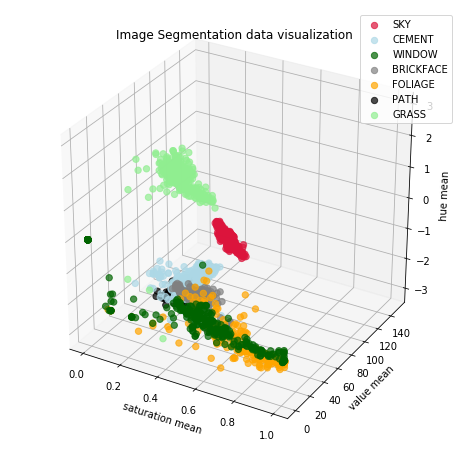 Image Segmentation data visualization
SKY
CEMENT
WINDOW
BRICKFACE
FOLIAGE
PATH
GRASS
3
2
1
0
−1
−2
−3
hue mean
0.0
0.2
0.4
0.6
0.8
1.0
saturation mean
0
20
40
60
80
100
120
140
value mean